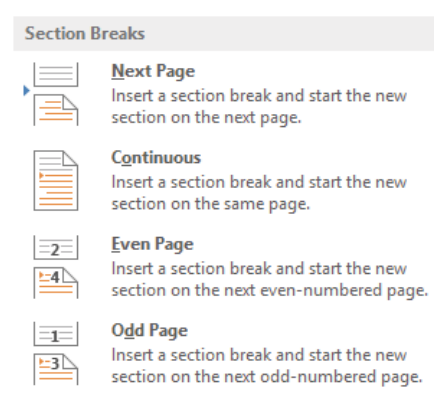 Section Breaks
Next Page
Insert a section break and start the new
section on the next page.
Continuous
Insert a section break and start the new
section on the same page.
2
Even Page
4
Insert a section break and start the new
section on the next even-numbered page.
1
Odd Page
3
Insert a section break and start the new
section on the next odd-numbered page.